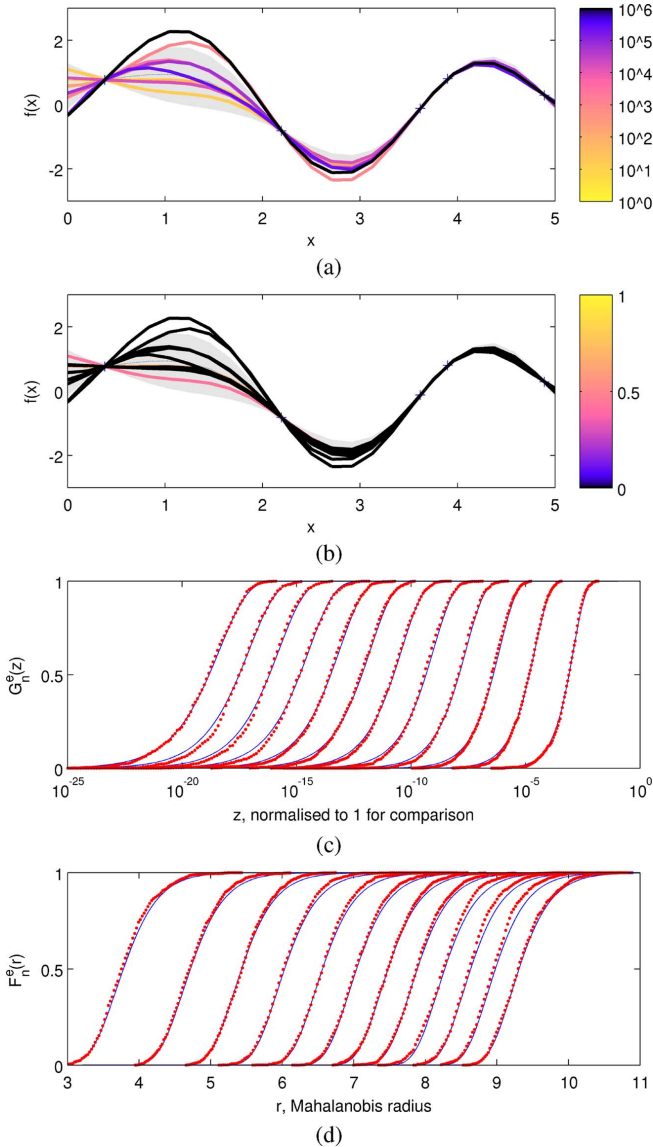 2
0
-2
f(x)
0 1 2 3 4 5
x
10^6
10^5
10^4
10^3
10^2
10^1
10^0
(a)
2
0
-2
f(x)
0 1 2 3 4 5
x
1
0.5
0
(b)
1
0.5
0
G_n^e(z)
10^-25 10^-20 10^-15 10^-10 10^-5 10^0
z, normalised to 1 for comparison
(c)
1
0.5
0
F_n^e(r)
3 4 5 6 7 8 9 10 11
r, Mahalanobis radius
(d)